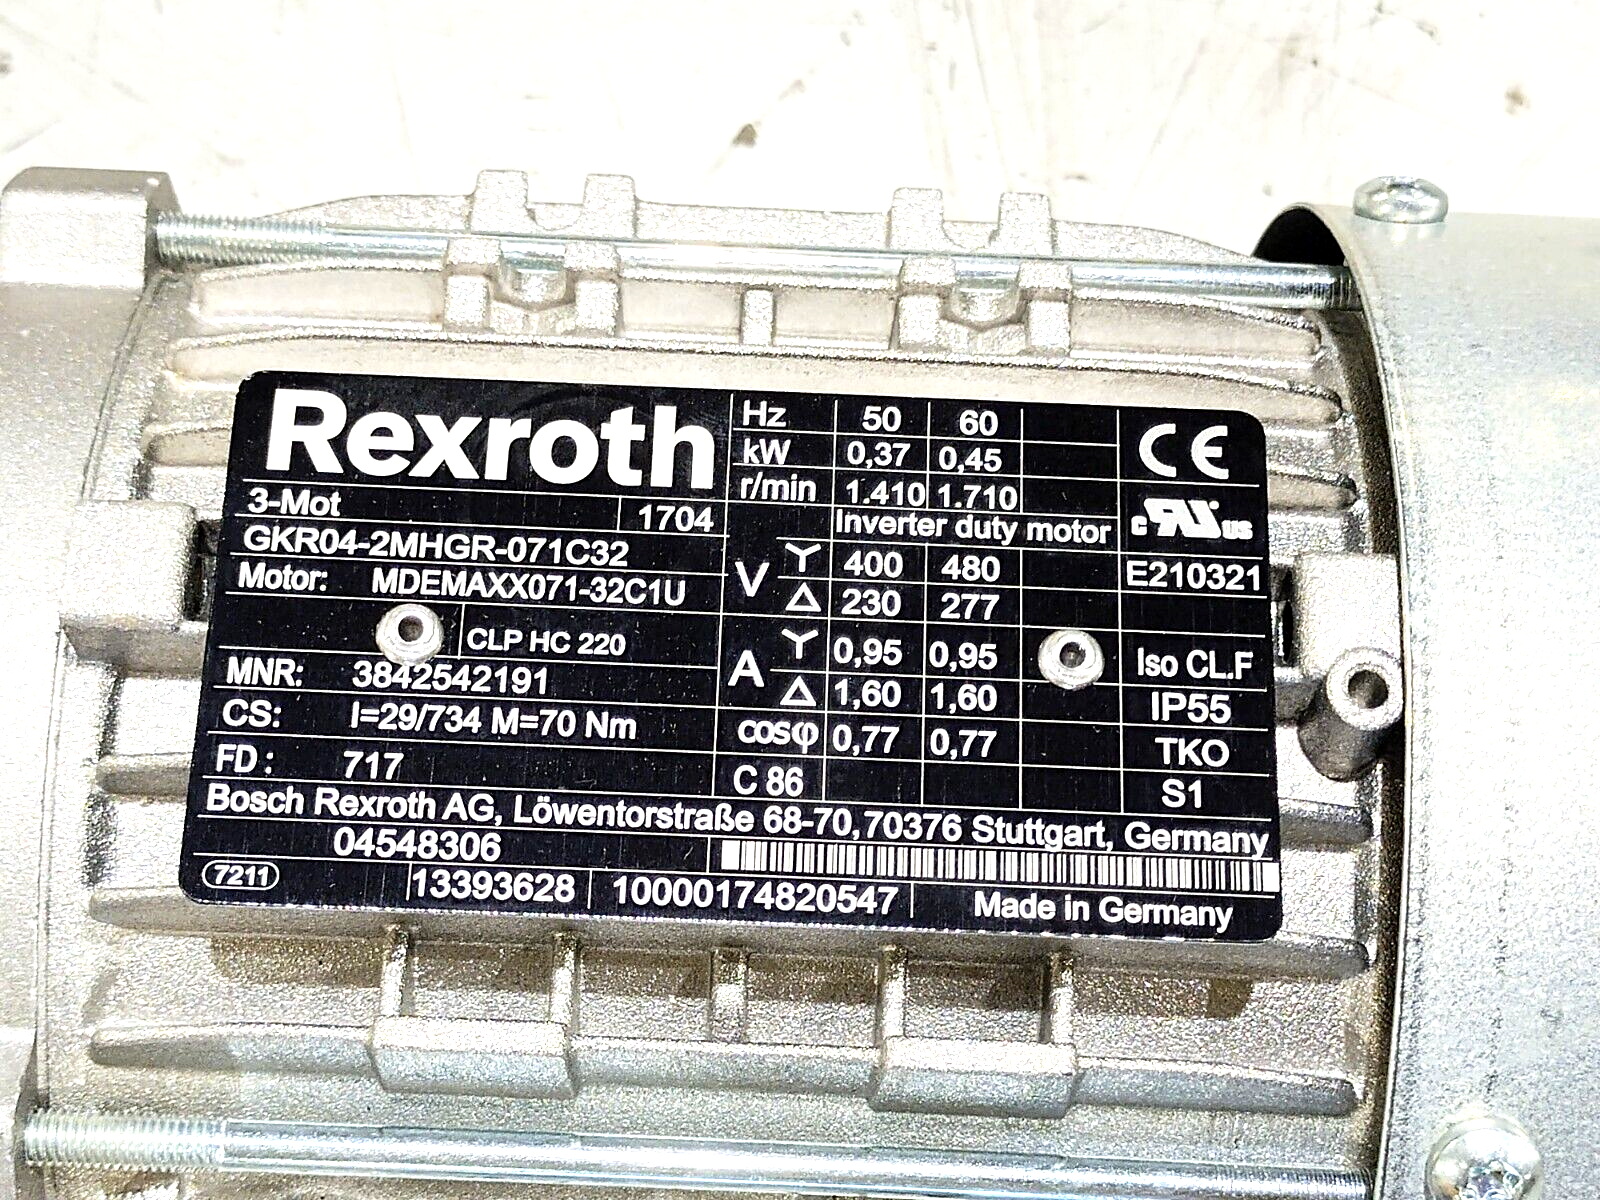 Rexroth
3-Mot 1704
GKR04-2MHGR-071C32
Motor: MDEMAXX071-32C1U
CLP HC 220
MNR: 3842542191
CS: I=29/734 M=70 Nm
FD: 717
Hz 50 60
kW 0,37 0,45
r/min 1.410 1.710
Inverter duty motor
V Y 400 480
△ 230 277
A Y 0,95 0,95
△ 1,60 1,60
cosφ 0,77 0,77
C 86
CE
c RU us
E210321
Iso CL.F
IP55
TKO
S1
Bosch Rexroth AG, Löwentorstraße 68-70, 70376 Stuttgart, Germany
04548306
7211 13393628 10000174820547 Made in Germany